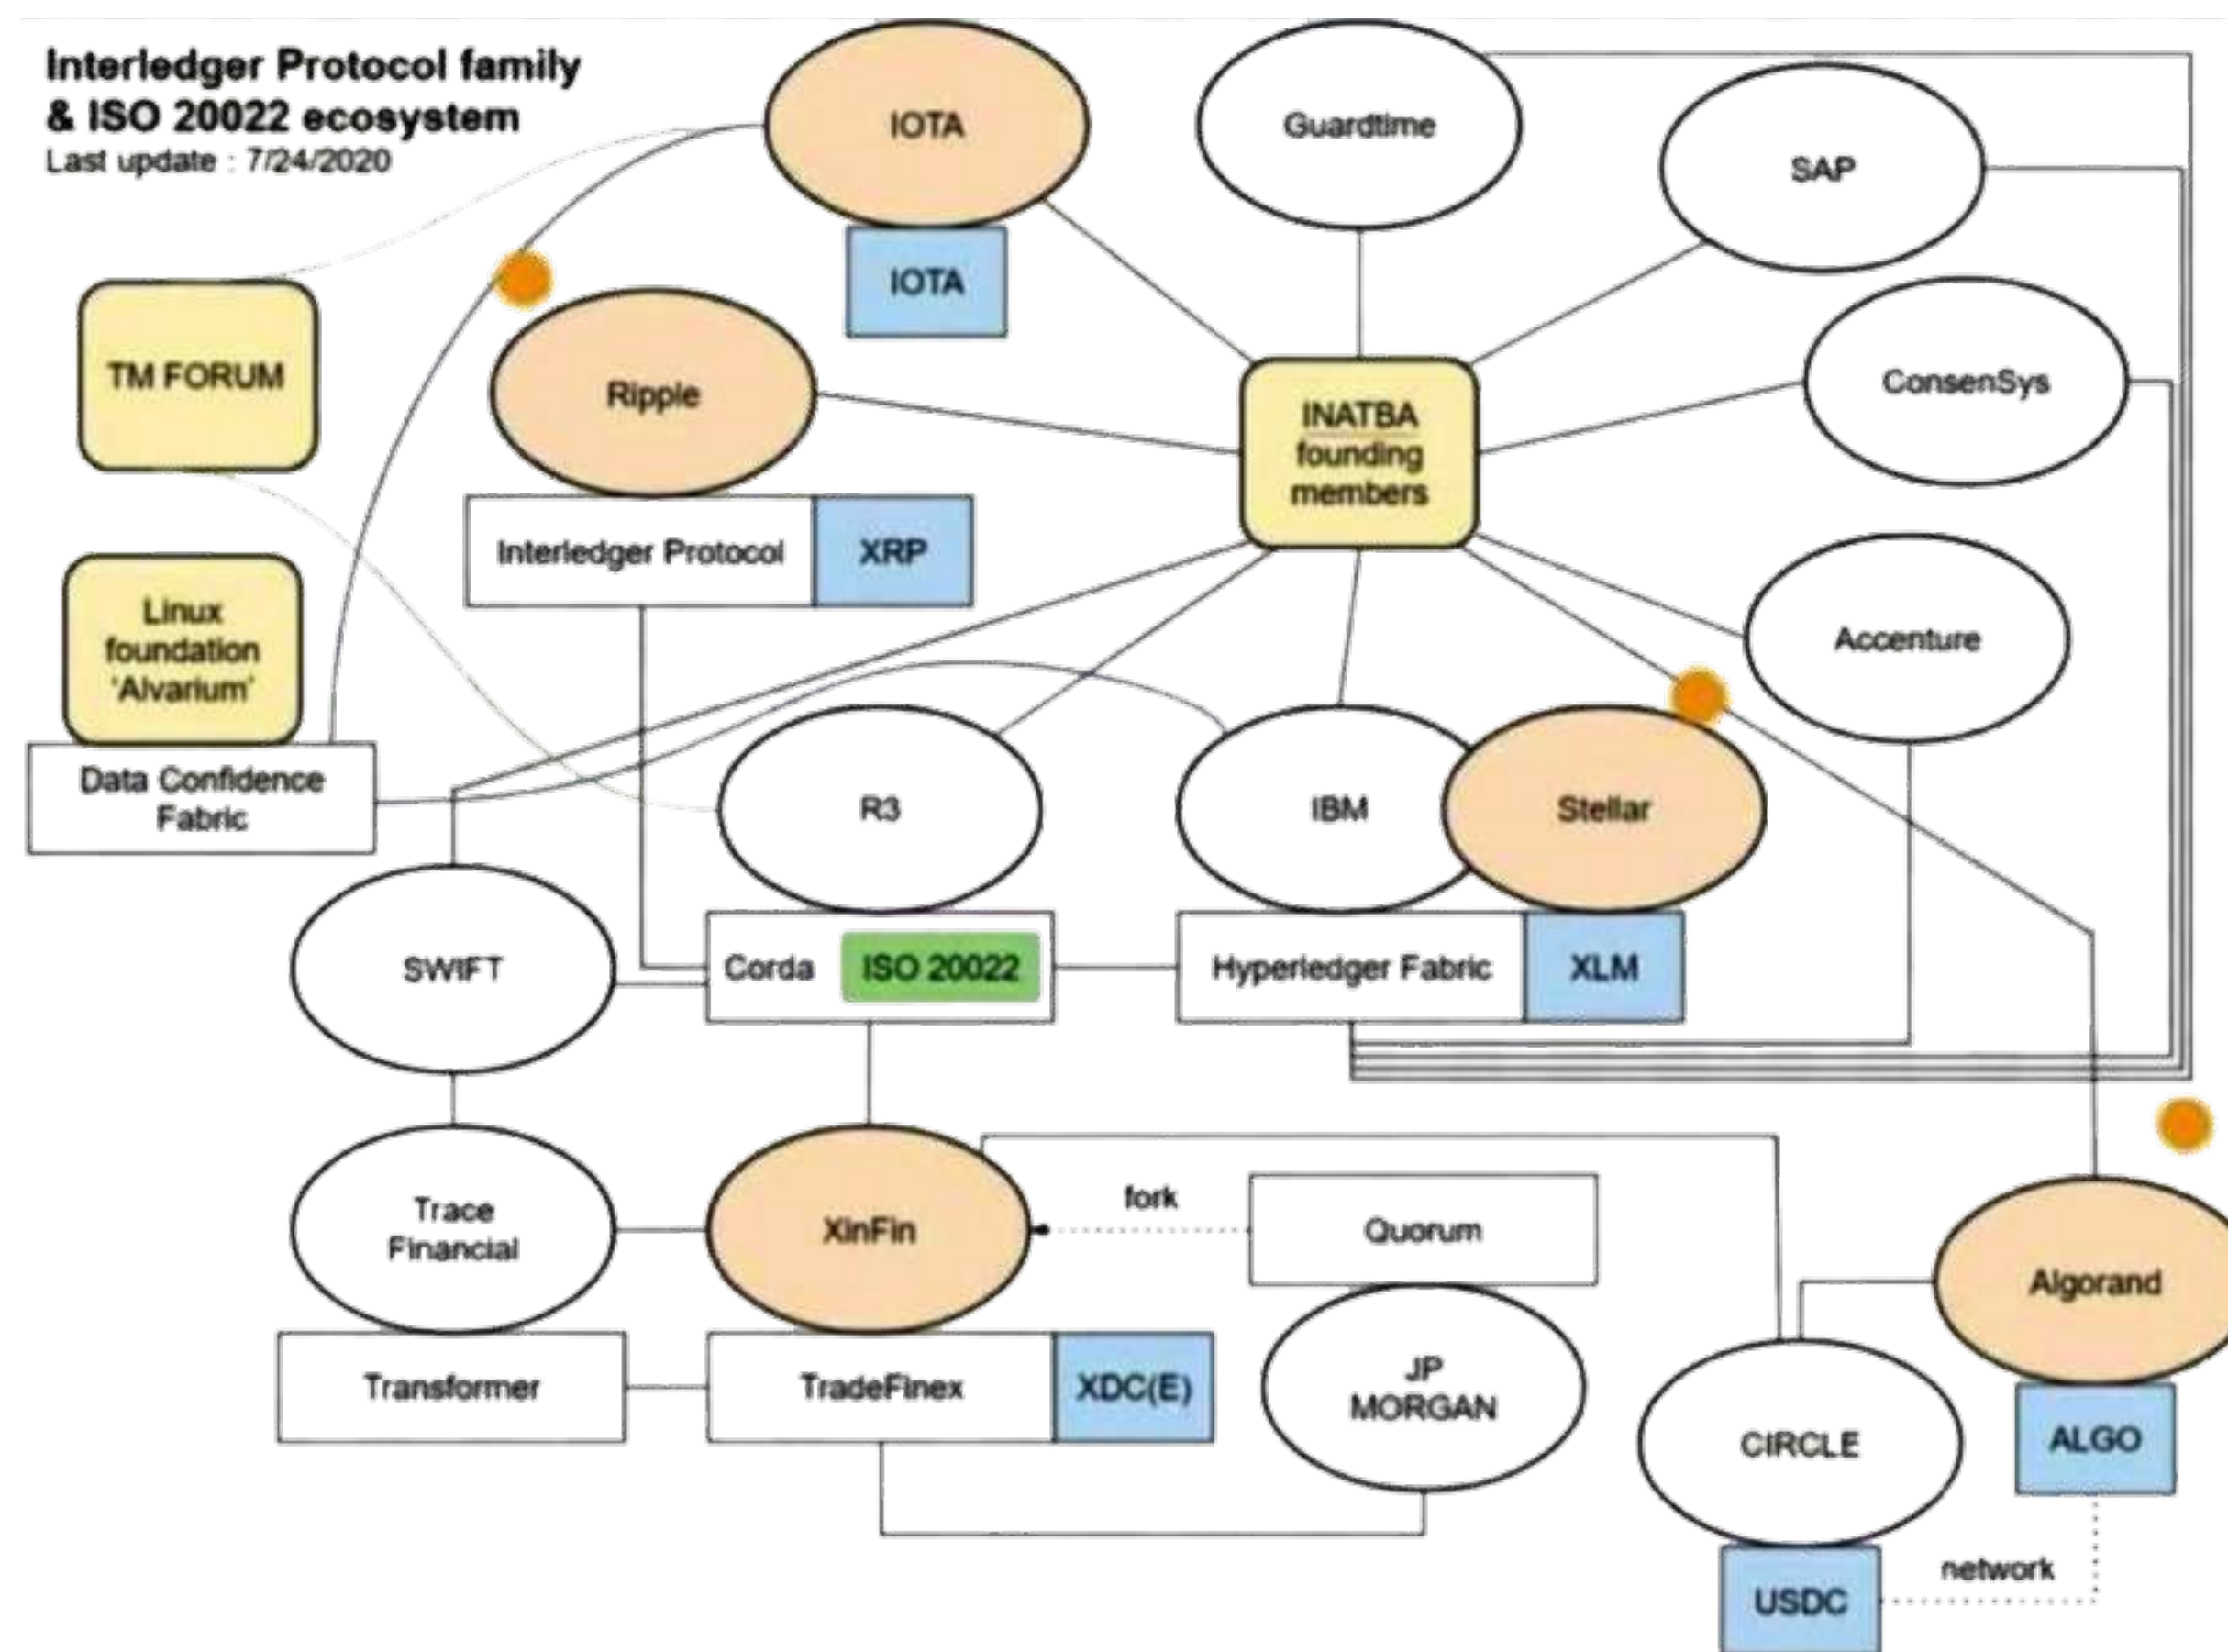 Interledger Protocol family
& ISO 20022 ecosystem
Last update : 7/24/2020
IOTA
IOTA
Guardtime
SAP
TM FORUM
Ripple
Interledger Protocol
XRP
INATBA
founding
members
ConsenSys
Linux
foundation
'Alvarium'
Data Confidence
Fabric
Accenture
R3
IBM
Stellar
SWIFT
Corda
ISO 20022
Hyperledger Fabric
XLM
Trace
Financial
XinFin
fork
Quorum
Algorand
Transformer
TradeFinex
XDC(E)
JP
MORGAN
CIRCLE
ALGO
network
USDC